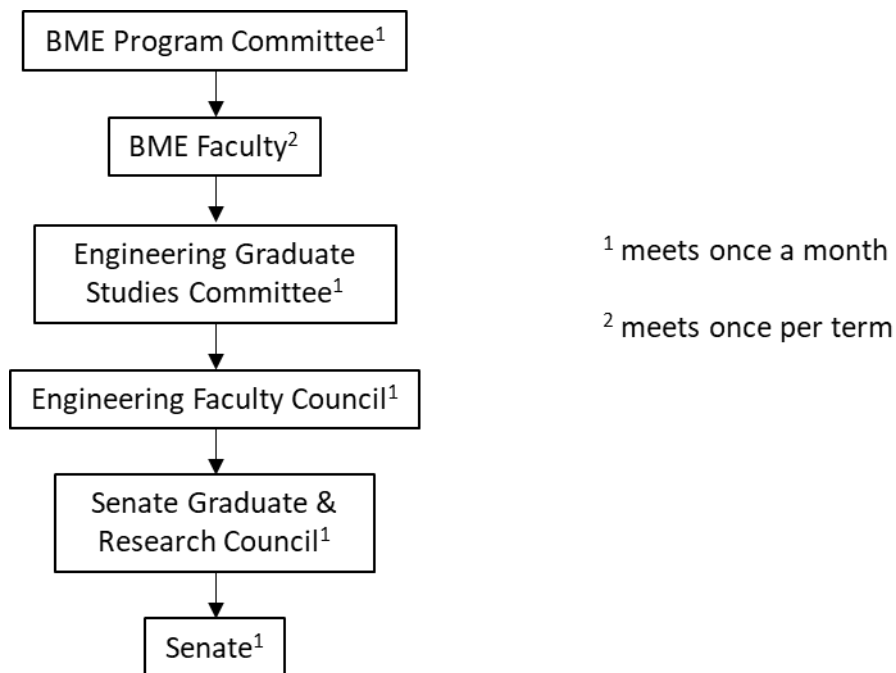 BME Program Committee¹
BME Faculty²
Engineering Graduate
Studies Committee¹
Engineering Faculty Council¹
Senate Graduate &
Research Council¹
Senate¹
¹ meets once a month
² meets once per term